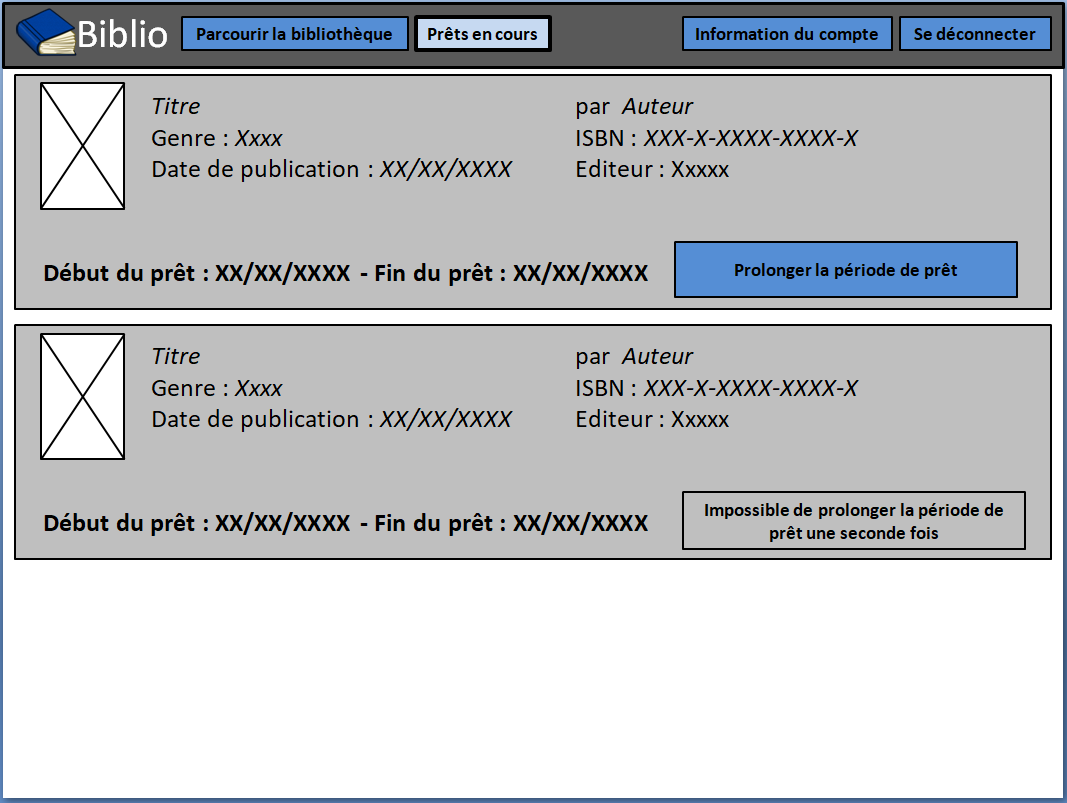 Biblio
Parcourir la bibliothèque
Prêts en cours
Information du compte
Se déconnecter
Titre
par Auteur
Genre : Xxxx
ISBN : XXX-X-XXXX-XXXX-X
Date de publication : XX/XX/XXXX
Editeur : Xxxxx
Début du prêt : XX/XX/XXXX - Fin du prêt : XX/XX/XXXX
Prolonger la période de prêt
Titre
par Auteur
Genre : Xxxx
ISBN : XXX-X-XXXX-XXXX-X
Date de publication : XX/XX/XXXX
Editeur : Xxxxx
Début du prêt : XX/XX/XXXX - Fin du prêt : XX/XX/XXXX
Impossible de prolonger la période de
prêt une seconde fois